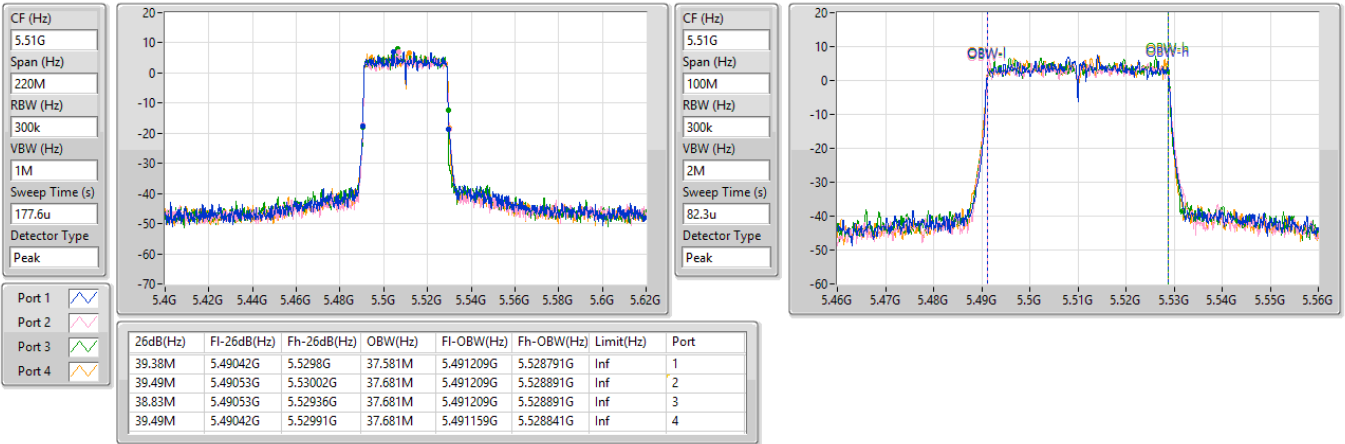 CF (Hz)
5.51G
Span (Hz)
220M
RBW (Hz)
300k
VBW (Hz)
1M
Sweep Time (s)
177.6u
Detector Type
Peak
20
10
0
-10
-20
-30
-40
-50
-60
-70
5.4G 5.42G 5.44G 5.46G 5.48G 5.5G 5.52G 5.54G 5.56G 5.58G 5.6G 5.62G
CF (Hz)
5.51G
Span (Hz)
100M
RBW (Hz)
300k
VBW (Hz)
2M
Sweep Time (s)
82.3u
Detector Type
Peak
20
10
0
-10
-20
-30
-40
-50
-60
OBW-l OBW-h
5.46G 5.47G 5.48G 5.49G 5.5G 5.51G 5.52G 5.53G 5.54G 5.55G 5.56G
Port 1
Port 2
Port 3
Port 4
26dB(Hz) Fl-26dB(Hz) Fh-26dB(Hz) OBW(Hz) Fl-OBW(Hz) Fh-OBW(Hz) Limit(Hz) Port
39.38M 5.49042G 5.5298G 37.581M 5.491209G 5.528791G Inf 1
39.49M 5.49053G 5.53002G 37.681M 5.491209G 5.528891G Inf 2
38.83M 5.49053G 5.52936G 37.681M 5.491209G 5.528891G Inf 3
39.49M 5.49042G 5.52991G 37.681M 5.491159G 5.528841G Inf 4